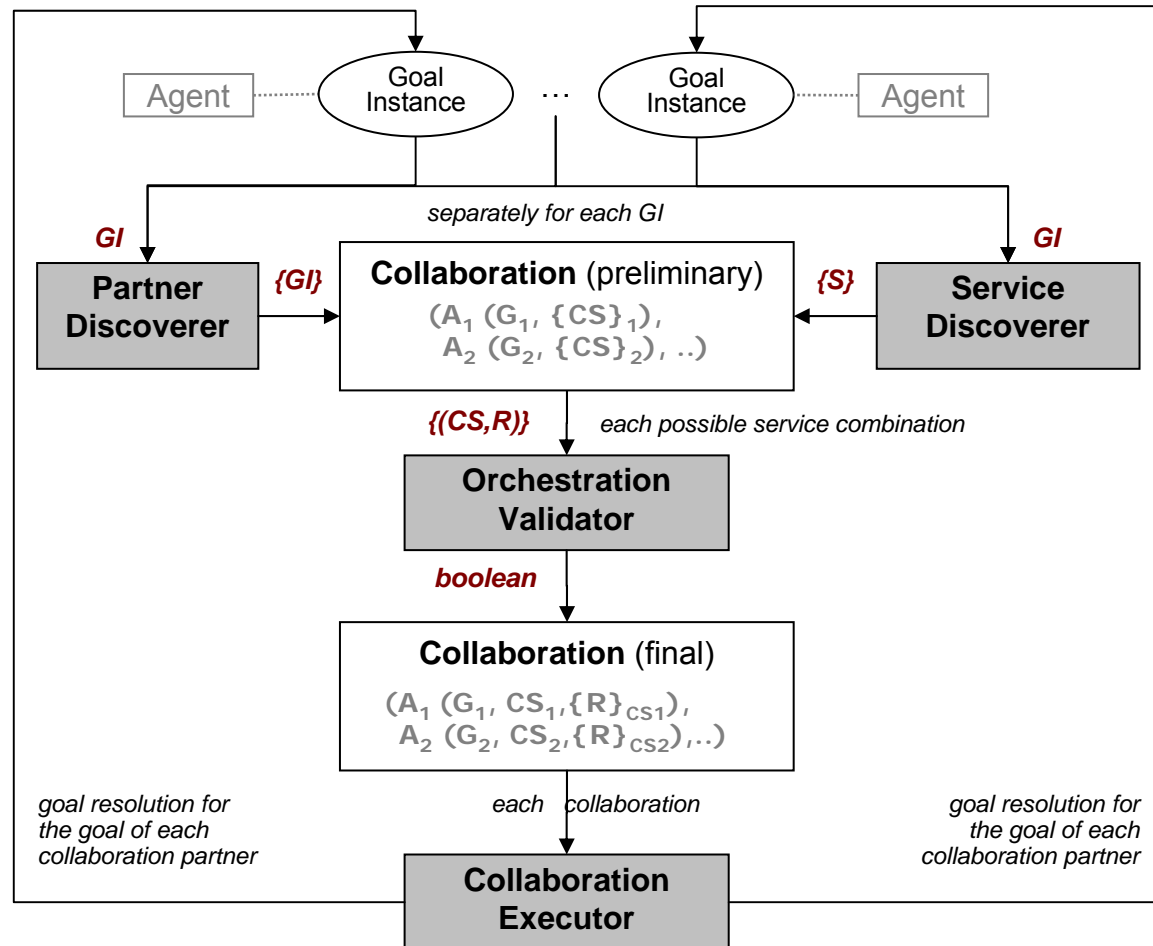 Goal
Instance
Agent
...
Goal
Instance
Agent
separately for each GI
GI
GI
Partner
Discoverer
{GI}
Collaboration (preliminary)
(A1 (G1, {CS}1),
A2 (G2, {CS}2), ..)
{S}
Service
Discoverer
{(CS,R)}
each possible service combination
Orchestration
Validator
boolean
Collaboration (final)
(A1 (G1, CS1,{R}CS1),
A2 (G2, CS2,{R}CS2),..)
goal resolution for
the goal of each
collaboration partner
each collaboration
goal resolution for
the goal of each
collaboration partner
Collaboration
Executor